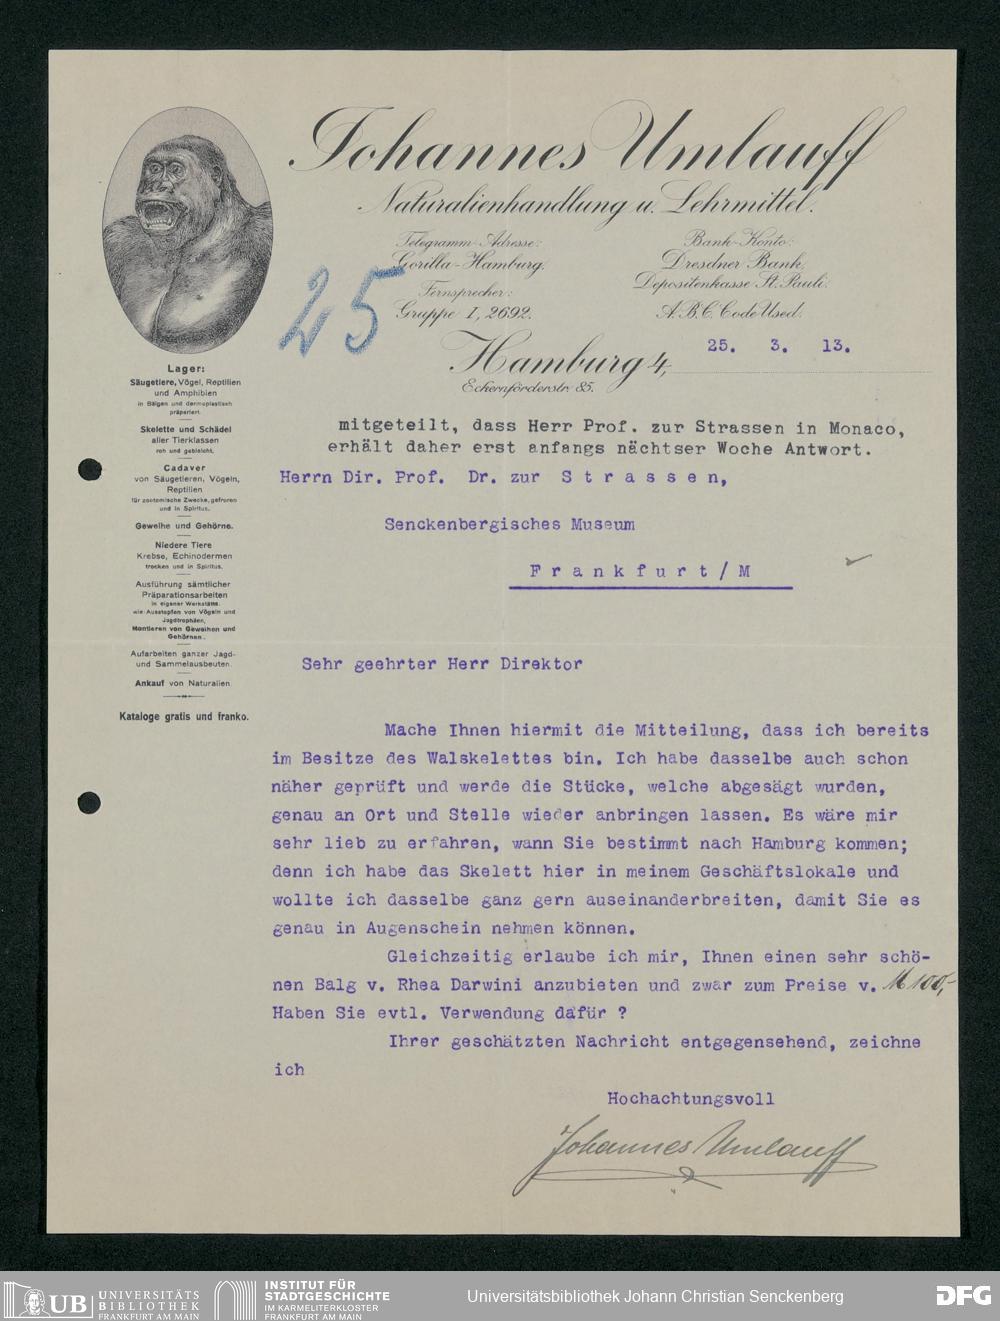 Johannes Umlauff
Naturalienhandlung u. Lehrmittel.
Telegramm-Adresse:
Gorilla-Hamburg.
Fernsprecher:
Gruppe I, 2692.
Bank-Konto:
Dresdner Bank,
Depositenkasse St. Pauli.
A.B.C. Code Used.
25
Hamburg 4, 25. 3. 13.
Eckernförderstr. 85.
Lager:
Säugetiere, Vögel, Reptilien
und Amphibien
in Bälgen und dermoplastisch
präpariert.
Skelette und Schädel
aller Tierklassen
roh und gebleicht.
Cadaver
von Säugetieren, Vögeln,
Reptilien
für zootomische Zwecke, gefroren
und in Spiritus.
Geweihe und Gehörne.
Niedere Tiere
Krebse, Echinodermen
trocken und in Spiritus.
Ausführung sämtlicher
Präparationsarbeiten
in eigener Werkstätte.
wie Ausstopfen von Vögeln und
Jagdtrophäen,
Montieren von Geweihen und
Gehörnen.
Aufarbeiten ganzer Jagd-
und Sammelausbeuten.
Ankauf von Naturalien.
Kataloge gratis und franko.
mitgeteilt, dass Herr Prof. zur Strassen in Monaco,
erhält daher erst anfangs nächtser Woche Antwort.
Herrn Dir. Prof. Dr. zur S t r a s s e n,
Senckenbergisches Museum
F r a n k f u r t / M
Sehr geehrter Herr Direktor
Mache Ihnen hiermit die Mitteilung, dass ich bereits
im Besitze des Walskelettes bin. Ich habe dasselbe auch schon
näher geprüft und werde die Stücke, welche abgesägt wurden,
genau an Ort und Stelle wieder anbringen lassen. Es wäre mir
sehr lieb zu erfahren, wann Sie bestimmt nach Hamburg kommen;
denn ich habe das Skelett hier in meinem Geschäftslokale und
wollte ich dasselbe ganz gern auseinanderbreiten, damit Sie es
genau in Augenschein nehmen können.
Gleichzeitig erlaube ich mir, Ihnen einen sehr schö-
nen Balg v. Rhea Darwini anzubieten und zwar zum Preise v. M 100,-
Haben Sie evtl. Verwendung dafür ?
Ihrer geschätzten Nachricht entgegensehend, zeichne
ich
Hochachtungsvoll
Johannes Umlauff
UB
UNIVERSITÄTS
BIBLIOTHEK
FRANKFURT AM MAIN
INSTITUT FÜR
STADTGESCHICHTE
IM KARMELITERKLOSTER
FRANKFURT AM MAIN
Universitätsbibliothek Johann Christian Senckenberg
DFG